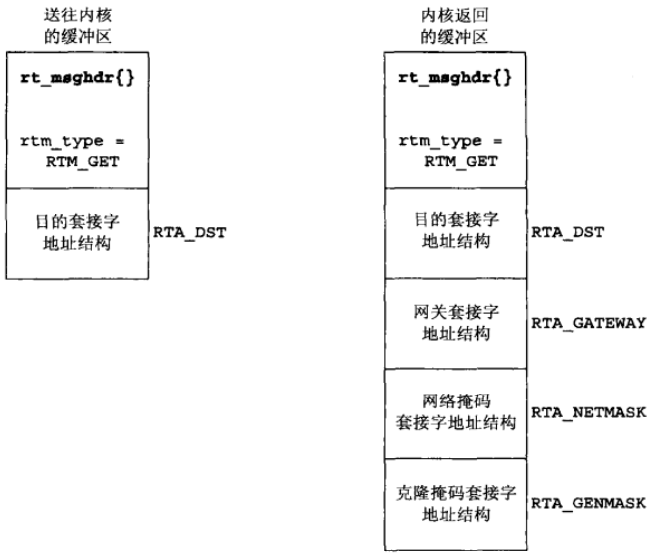 送往内核
的缓冲区
rt_msghdr{}
rtm_type =
RTM_GET
目的套接字
地址结构
RTA_DST
内核返回
的缓冲区
rt_msghdr{}
rtm_type =
RTM_GET
目的套接字
地址结构
RTA_DST
网关套接字
地址结构
RTA_GATEWAY
网络掩码
套接字地址结构
RTA_NETMASK
克隆掩码套接字
地址结构
RTA_GENMASK